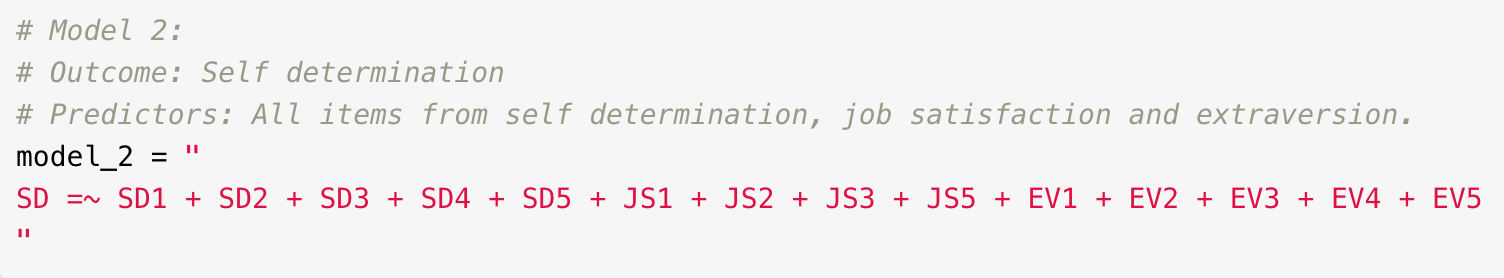 # Model 2:
# Outcome: Self determination
# Predictors: All items from self determination, job satisfaction and extraversion.
model_2 = "
SD =~ SD1 + SD2 + SD3 + SD4 + SD5 + JS1 + JS2 + JS3 + JS5 + EV1 + EV2 + EV3 + EV4 + EV5
"